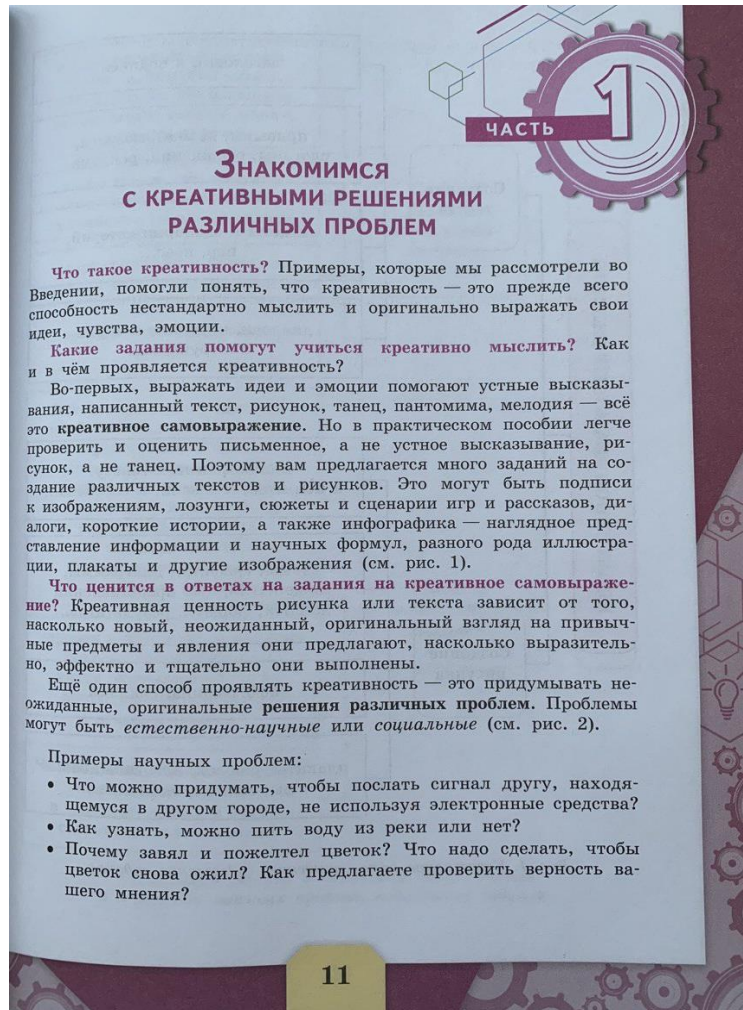 ЧАСТЬ 1
Знакомимся
с креативными решениями
различных проблем
Что такое креативность? Примеры, которые мы рассмотрели во
Введении, помогли понять, что креативность — это прежде всего
способность нестандартно мыслить и оригинально выражать свои
идеи, чувства, эмоции.
Какие задания помогут учиться креативно мыслить? Как
и в чём проявляется креативность?
Во-первых, выражать идеи и эмоции помогают устные высказы-
вания, написанный текст, рисунок, танец, пантомима, мелодия — всё
это креативное самовыражение. Но в практическом пособии легче
проверить и оценить письменное, а не устное высказывание, ри-
сунок, а не танец. Поэтому вам предлагается много заданий на со-
здание различных текстов и рисунков. Это могут быть подписи
к изображениям, лозунги, сюжеты и сценарии игр и рассказов, ди-
алоги, короткие истории, а также инфографика — наглядное пред-
ставление информации и научных формул, разного рода иллюстра-
ции, плакаты и другие изображения (см. рис. 1).
Что ценится в ответах на задания на креативное самовыраже-
ние? Креативная ценность рисунка или текста зависит от того,
насколько новый, неожиданный, оригинальный взгляд на привыч-
ные предметы и явления они предлагают, насколько выразитель-
но, эффектно и тщательно они выполнены.
Ещё один способ проявлять креативность — это придумывать не-
ожиданные, оригинальные решения различных проблем. Проблемы
могут быть естественно-научные или социальные (см. рис. 2).
Примеры научных проблем:
• Что можно придумать, чтобы послать сигнал другу, находя-
щемуся в другом городе, не используя электронные средства?
• Как узнать, можно пить воду из реки или нет?
• Почему завял и пожелтел цветок? Что надо сделать, чтобы
цветок снова ожил? Как предлагаете проверить верность ва-
шего мнения?
11